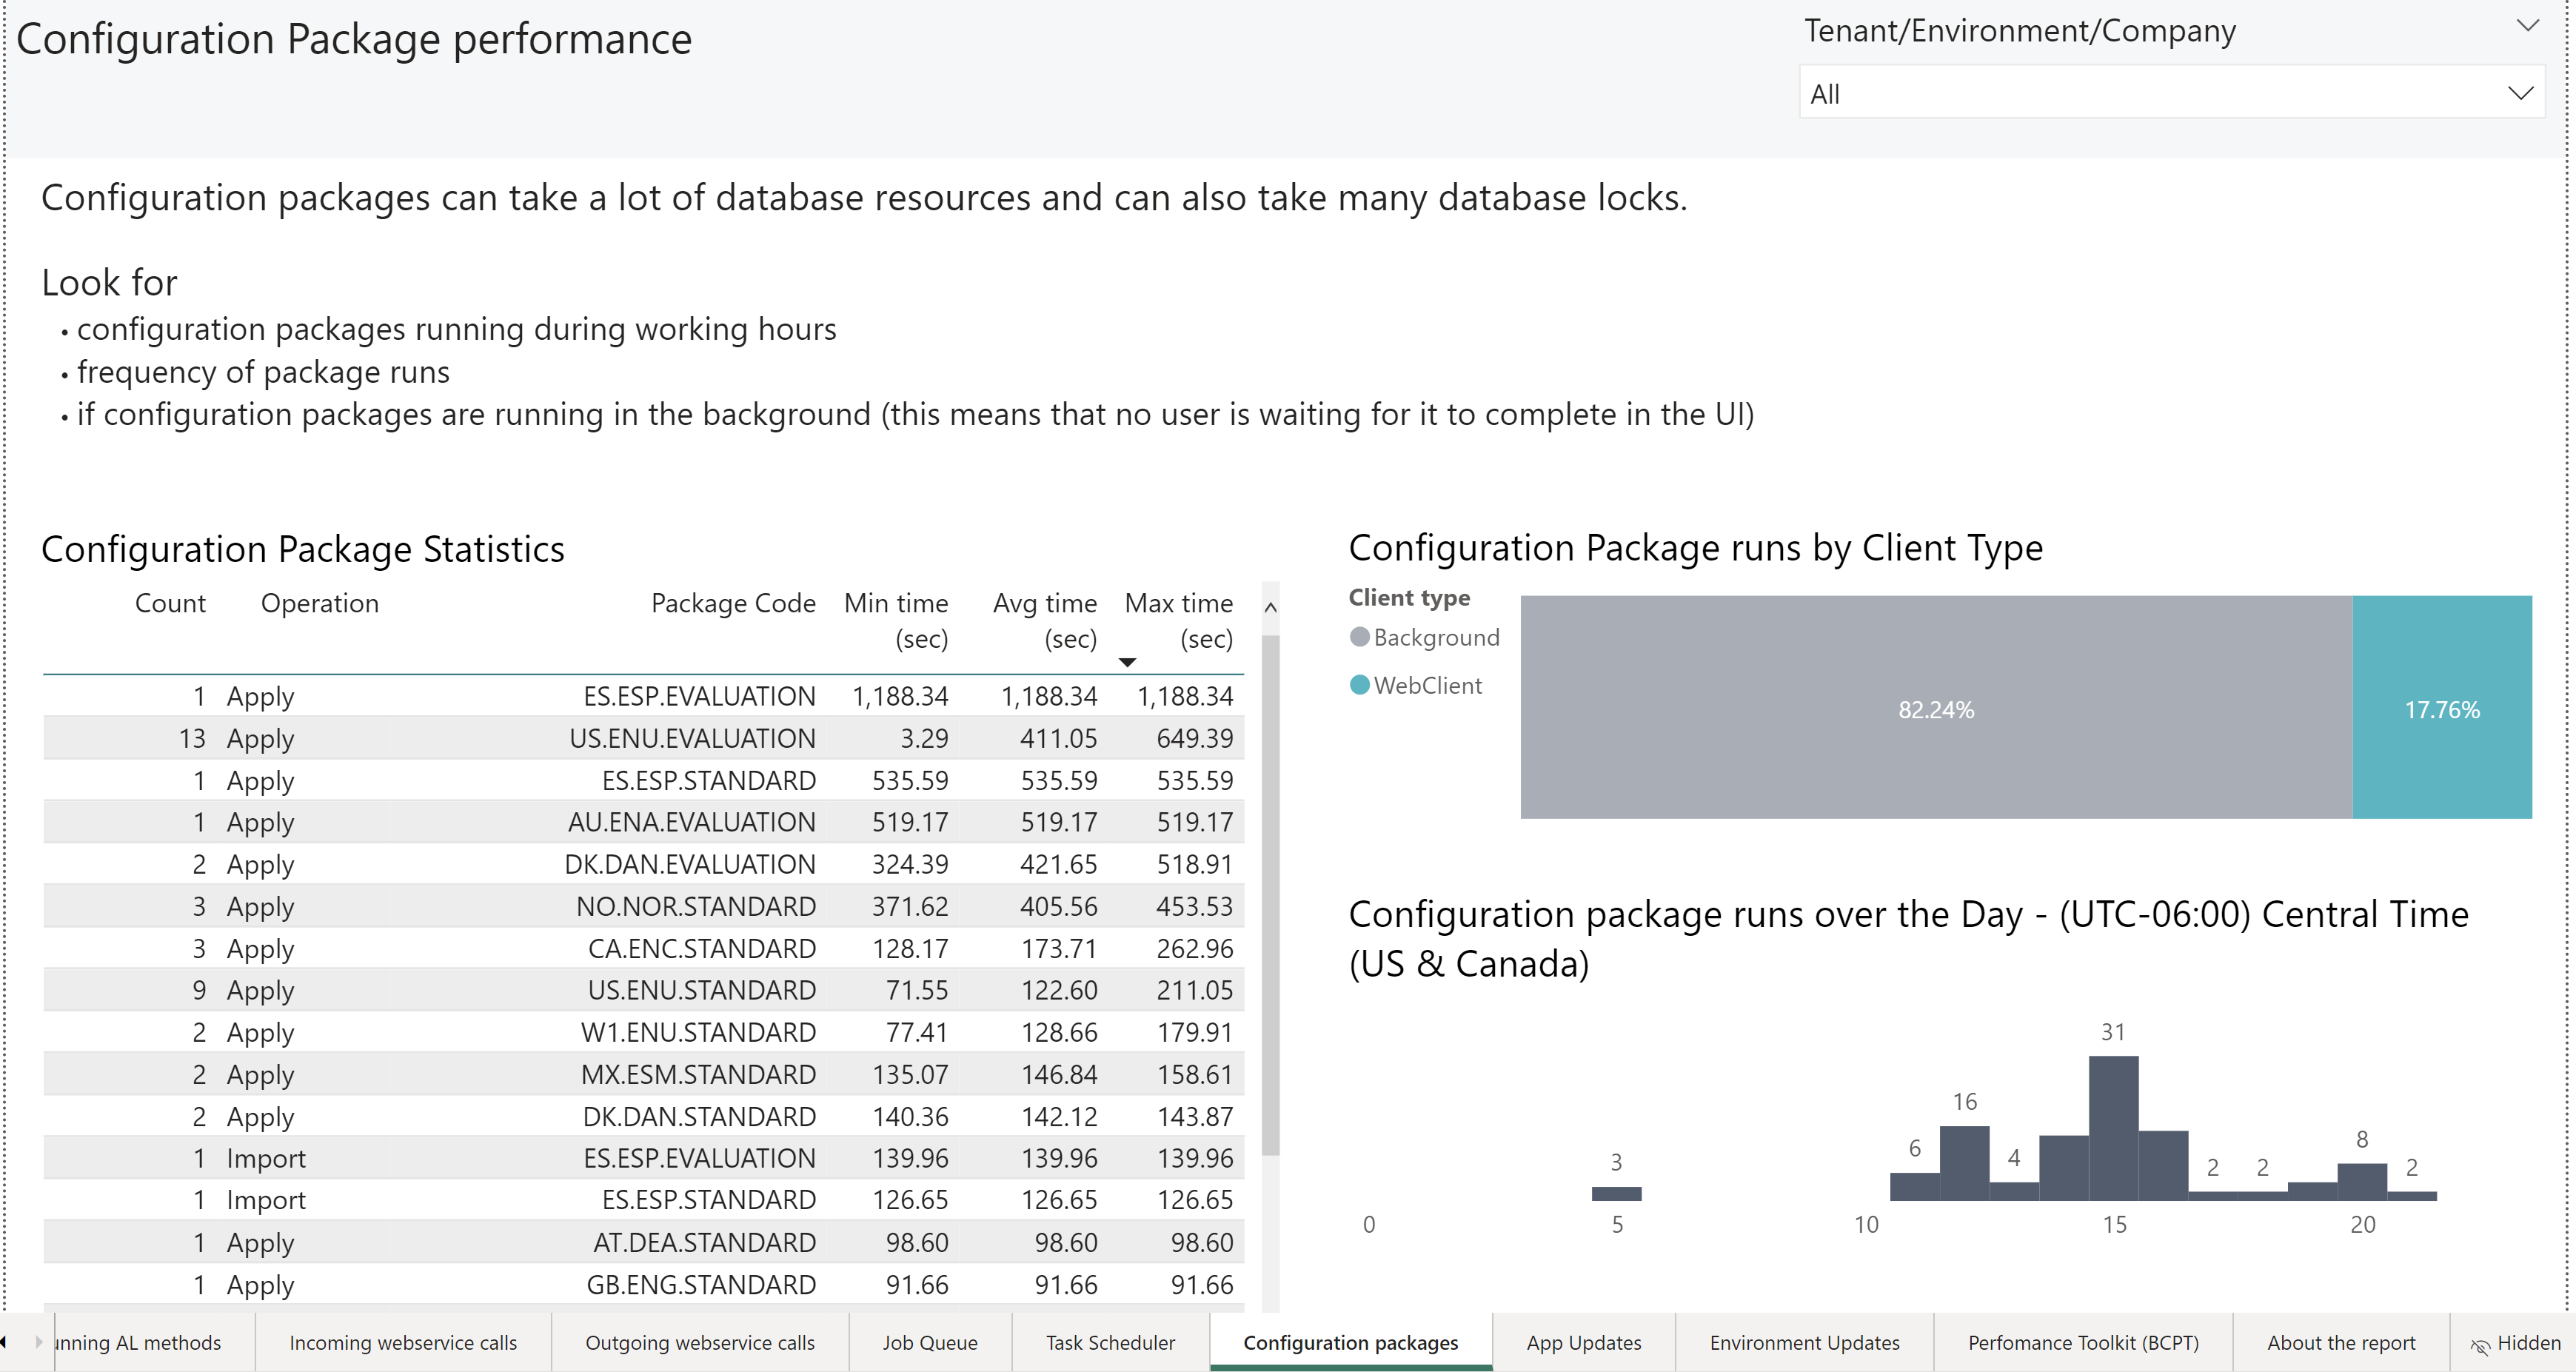 Configuration Package performance
Tenant/Environment/Company
All
Configuration packages can take a lot of database resources and can also take many database locks.
Look for
• configuration packages running during working hours
• frequency of package runs
• if configuration packages are running in the background (this means that no user is waiting for it to complete in the UI)
Configuration Package Statistics
Count Operation Package Code Min time (sec) Avg time (sec) Max time (sec)
1 Apply ES.ESP.EVALUATION 1,188.34 1,188.34 1,188.34
13 Apply US.ENU.EVALUATION 3.29 411.05 649.39
1 Apply ES.ESP.STANDARD 535.59 535.59 535.59
1 Apply AU.ENA.EVALUATION 519.17 519.17 519.17
2 Apply DK.DAN.EVALUATION 324.39 421.65 518.91
3 Apply NO.NOR.STANDARD 371.62 405.56 453.53
3 Apply CA.ENC.STANDARD 128.17 173.71 262.96
9 Apply US.ENU.STANDARD 71.55 122.60 211.05
2 Apply W1.ENU.STANDARD 77.41 128.66 179.91
2 Apply MX.ESM.STANDARD 135.07 146.84 158.61
2 Apply DK.DAN.STANDARD 140.36 142.12 143.87
1 Import ES.ESP.EVALUATION 139.96 139.96 139.96
1 Import ES.ESP.STANDARD 126.65 126.65 126.65
1 Apply AT.DEA.STANDARD 98.60 98.60 98.60
1 Apply GB.ENG.STANDARD 91.66 91.66 91.66
Configuration Package runs by Client Type
Client type
Background
WebClient
82.24% 17.76%
Configuration package runs over the Day - (UTC-06:00) Central Time
(US & Canada)
3 6 16 4 31 2 2 8 2
0 5 10 15 20
AL methods
Incoming webservice calls
Outgoing webservice calls
Job Queue
Task Scheduler
Configuration packages
App Updates
Environment Updates
Perfomance Toolkit (BCPT)
About the report
Hidden